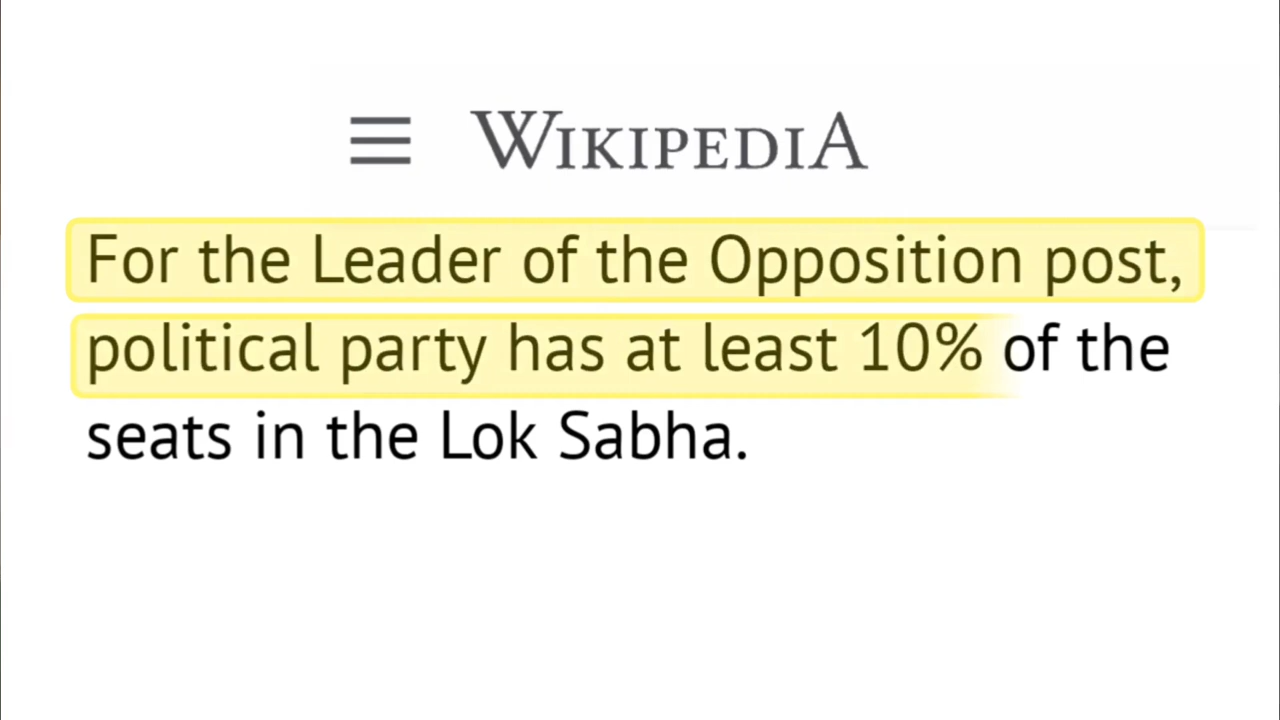 WIKIPEDIA
For the Leader of the Opposition post,
political party has at least 10% of the
seats in the Lok Sabha.